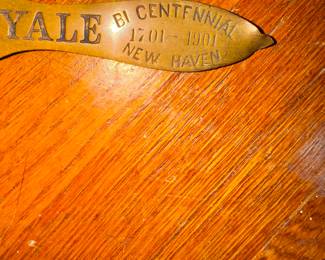 YALE
BI CENTENNIAL
1701-1901
NEW HAVEN